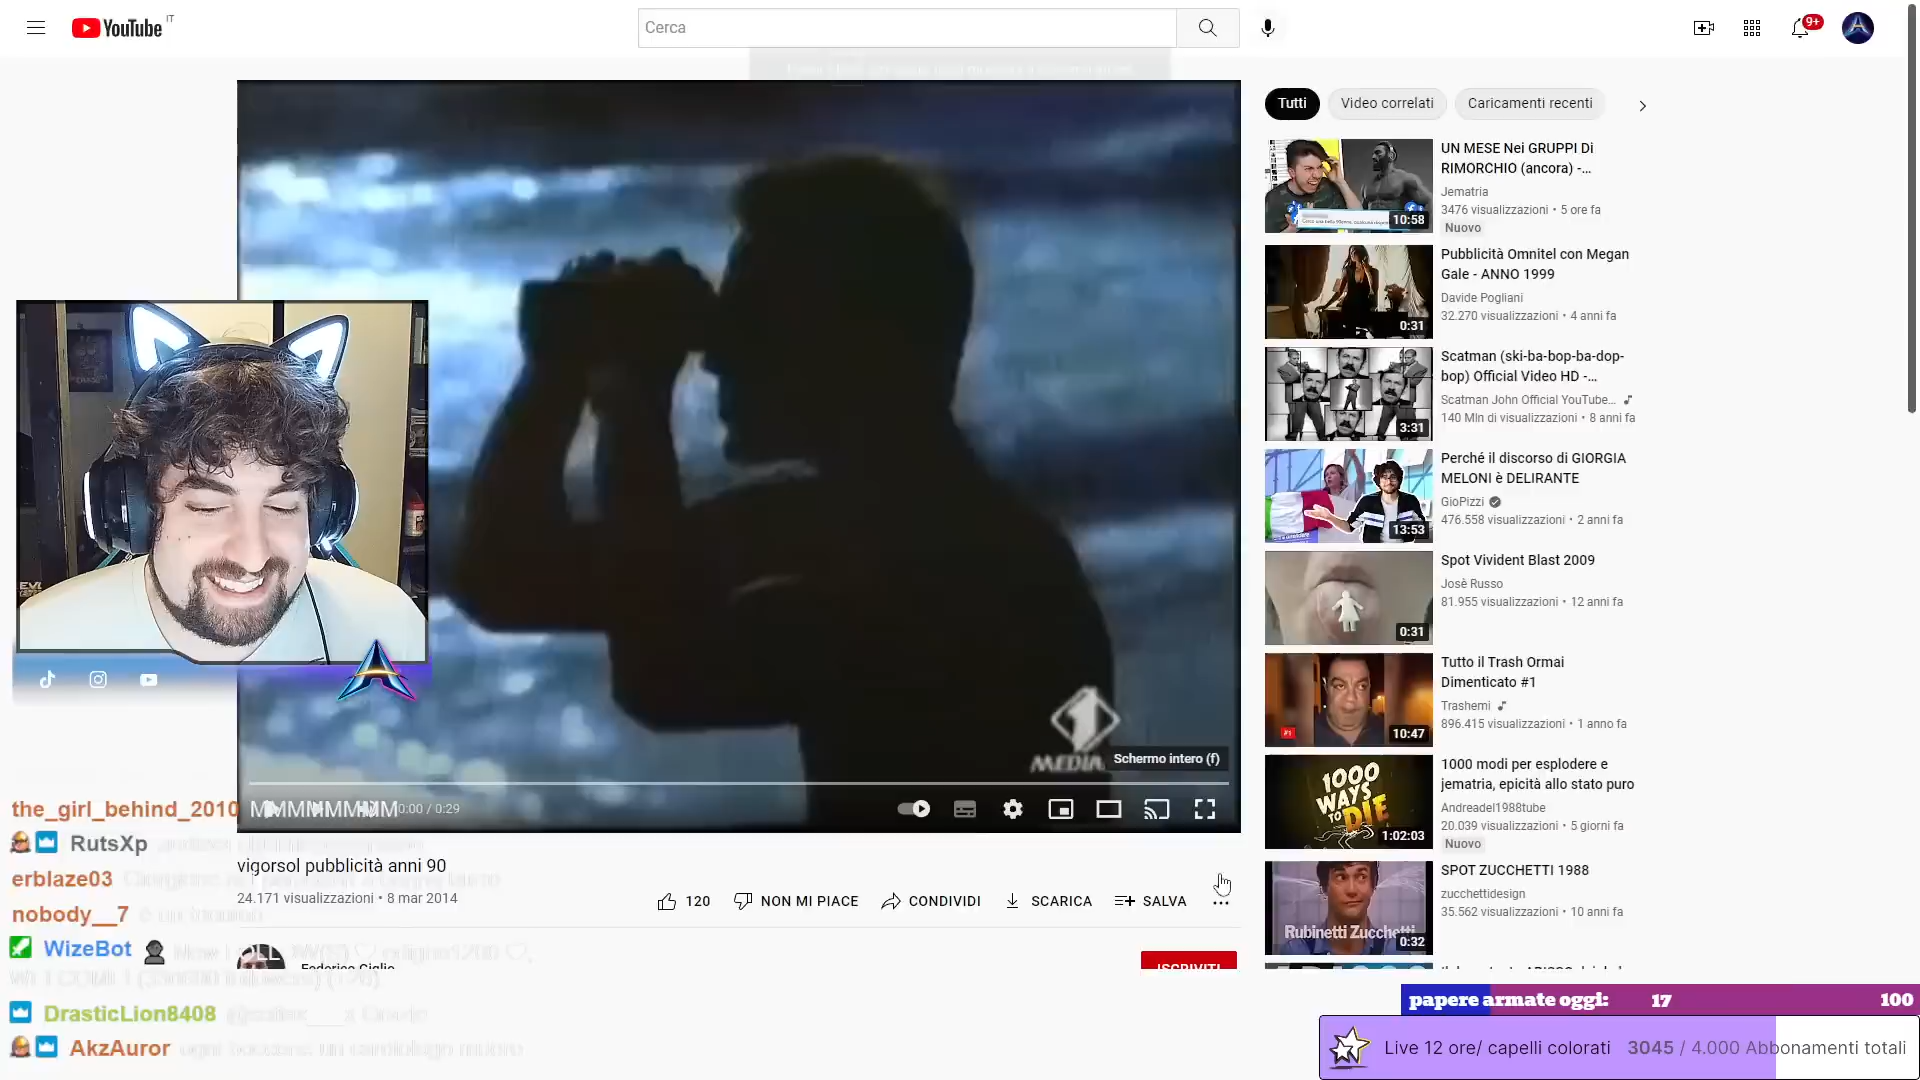 YouTube IT
Cerca
9+
Tutti
Video correlati
Caricamenti recenti
UN MESE Nei GRUPPI Di
RIMORCHIO (ancora) -...
Jematria
3476 visualizzazioni • 5 ore fa
Nuovo
10:58
Pubblicità Omnitel con Megan
Gale - ANNO 1999
Davide Pogliani
32.270 visualizzazioni • 4 anni fa
0:31
Scatman (ski-ba-bop-ba-dop-
bop) Official Video HD -...
Scatman John Official YouTube...
140 Mln di visualizzazioni • 8 anni fa
3:31
Perché il discorso di GIORGIA
MELONI è DELIRANTE
GioPizzi
476.558 visualizzazioni • 2 anni fa
13:53
Spot Vivident Blast 2009
Josè Russo
81.955 visualizzazioni • 12 anni fa
0:31
Tutto il Trash Ormai
Dimenticato #1
Trashemi
896.415 visualizzazioni • 1 anno fa
#1
10:47
1000 modi per esplodere e
jematria, epicità allo stato puro
Andreadel1988tube
20.039 visualizzazioni • 5 giorni fa
Nuovo
1000
WAYS
TO DIE
1:02:03
SPOT ZUCCHETTI 1988
zucchettidesign
35.562 visualizzazioni • 10 anni fa
Rubinetti Zucchetti
0:32
1
MEDIA
Schermo intero (f)
0:00 / 0:29
vigorsol pubblicità anni 90
24.171 visualizzazioni • 8 mar 2014
120
NON MI PIACE
CONDIVIDI
SCARICA
SALVA
Federico Giglio
ISCRIVITI
the_girl_behind_2010 MMMMMMMM
RutsXp
erblaze03
nobody__7
WizeBot
DrasticLion8408
AkzAuror
papere armate oggi: 17 100
Live 12 ore/ capelli colorati 3045 / 4.000 Abbonamenti totali